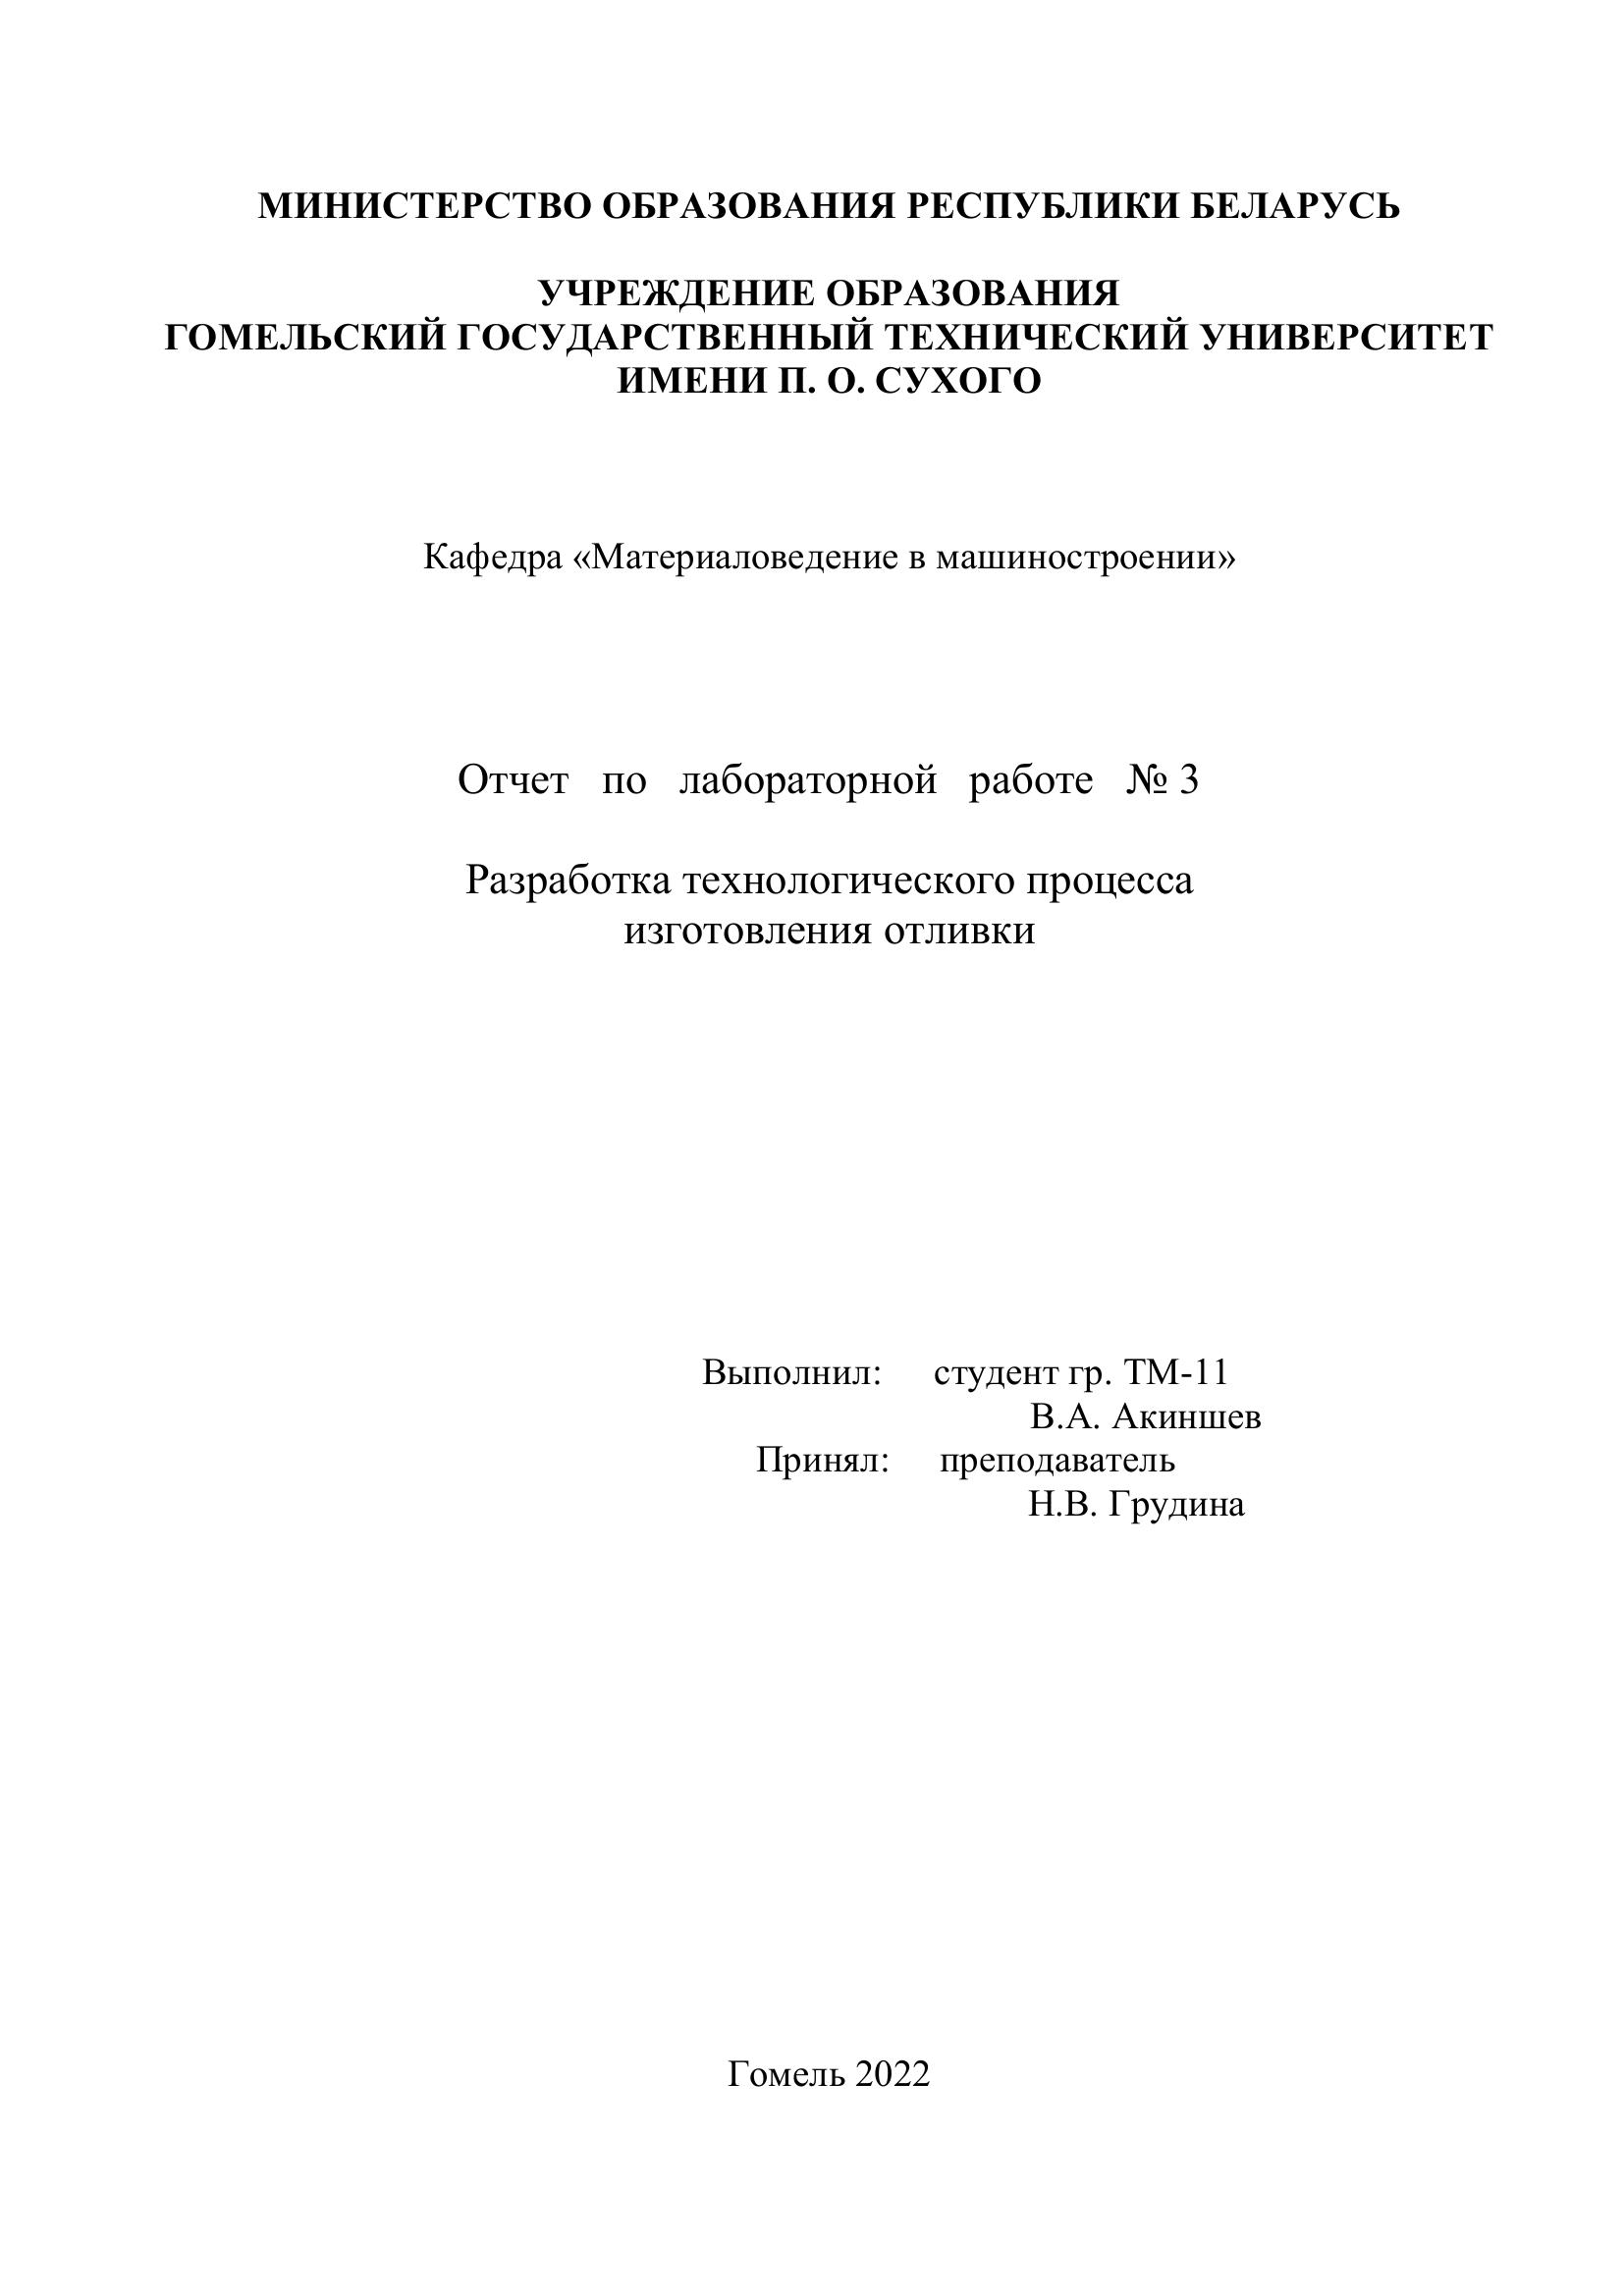 МИНИСТЕРСТВО ОБРАЗОВАНИЯ РЕСПУБЛИКИ БЕЛАРУСЬ
УЧРЕЖДЕНИЕ ОБРАЗОВАНИЯ
ГОМЕЛЬСКИЙ ГОСУДАРСТВЕННЫЙ ТЕХНИЧЕСКИЙ УНИВЕРСИТЕТ
ИМЕНИ П. О. СУХОГО
Кафедра «Материаловедение в машиностроении»
Отчет по лабораторной работе № 3
Разработка технологического процесса
изготовления отливки
Выполнил: студент гр. ТМ-11
В.А. Акиншев
Принял: преподаватель
Н.В. Грудина
Гомель 2022